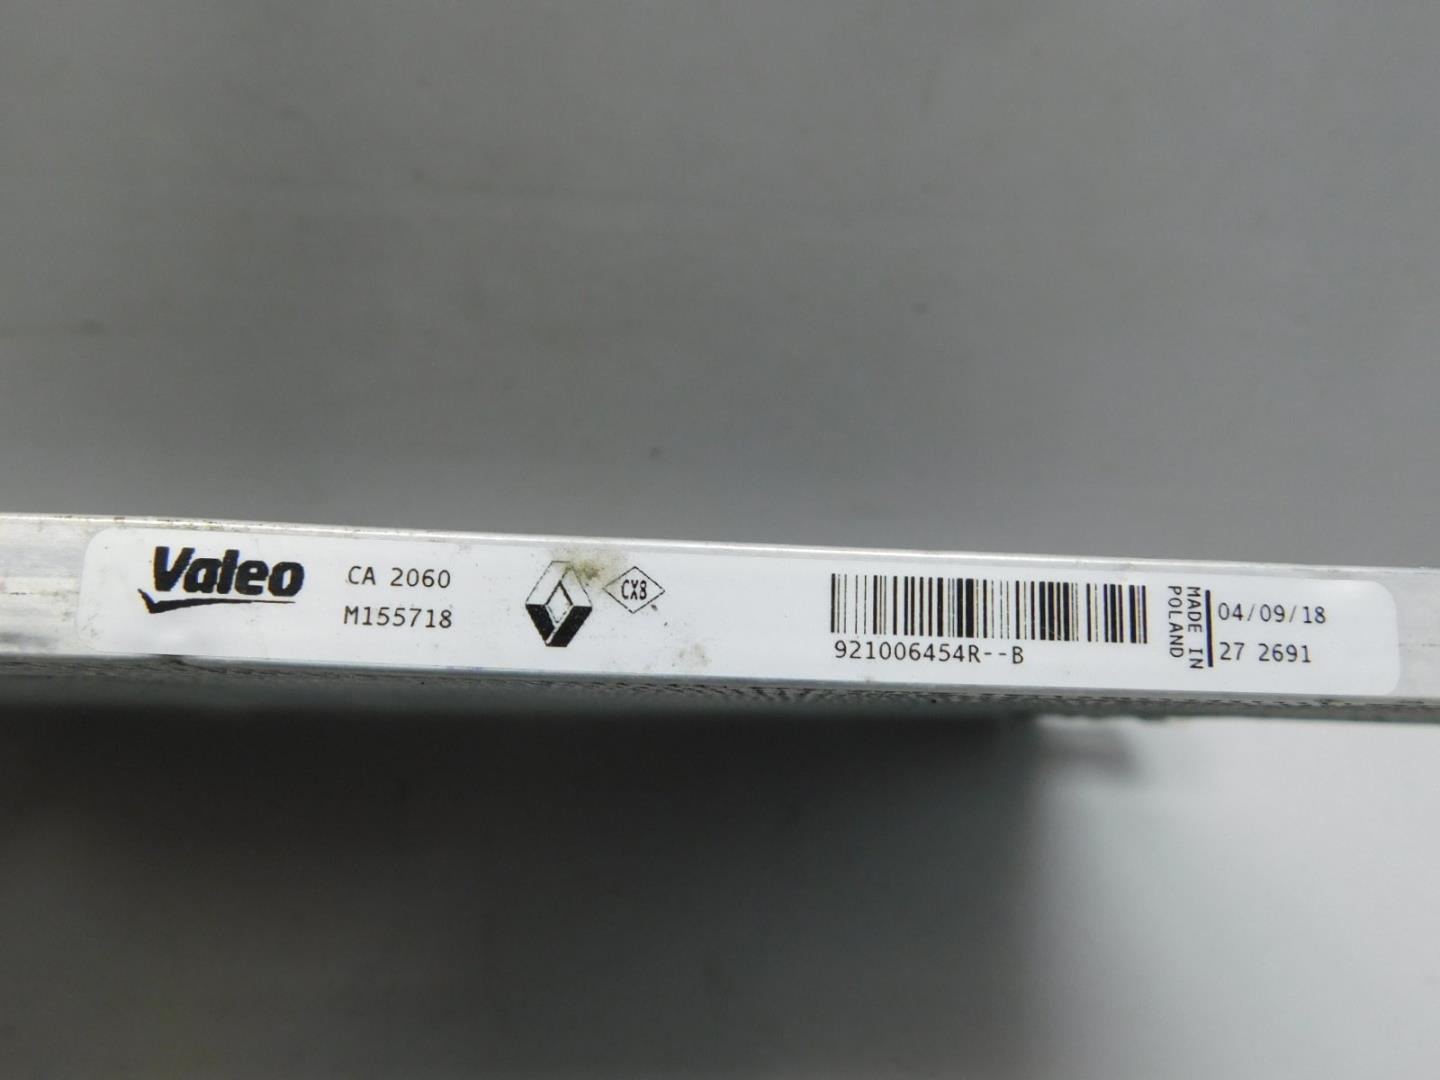 Valeo
CA 2060
M155718
CX8
921006454R--B
MADE IN
POLAND
04/09/18
27 2691